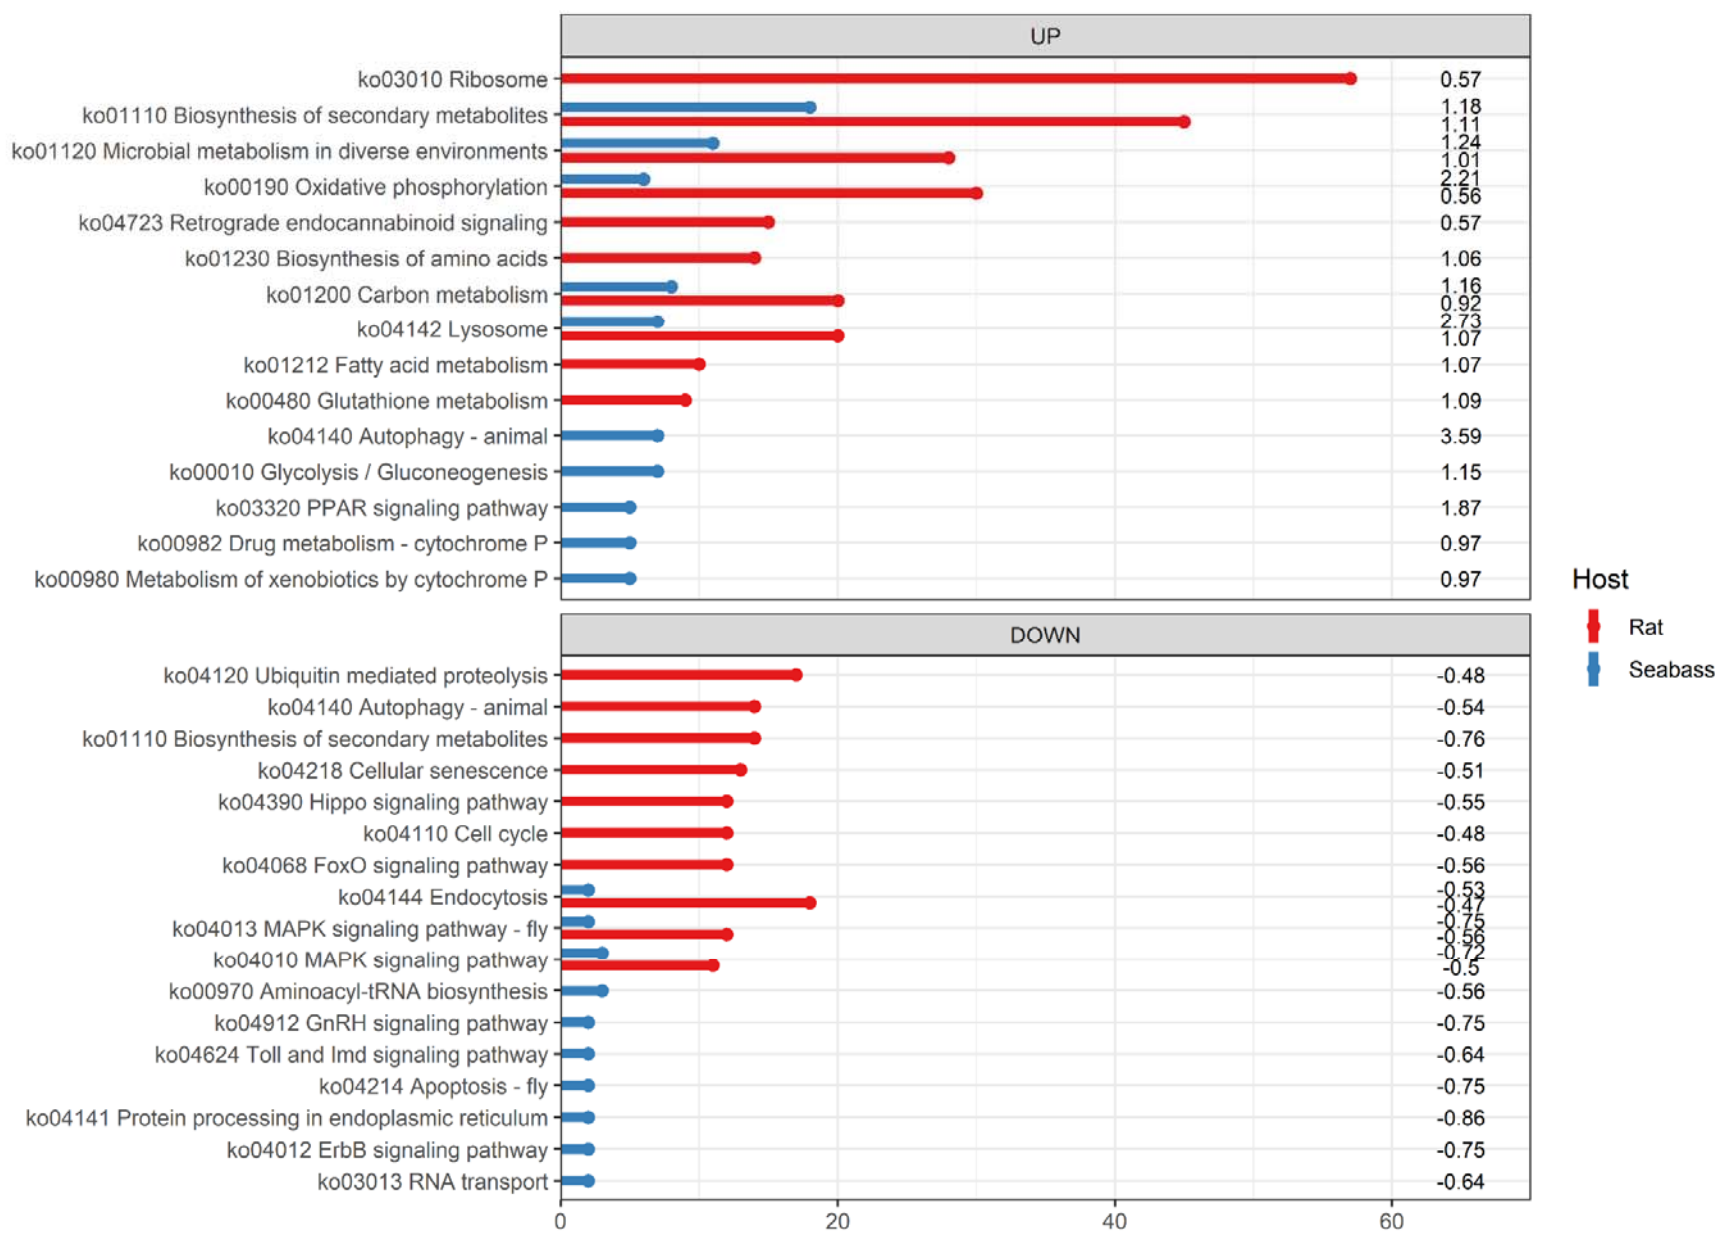 UP
ko03010 Ribosome 0.57
ko01110 Biosynthesis of secondary metabolites 1.18
1.11
ko01120 Microbial metabolism in diverse environments 1.24
1.01
ko00190 Oxidative phosphorylation 2.21
0.56
ko04723 Retrograde endocannabinoid signaling 0.57
ko01230 Biosynthesis of amino acids 1.06
ko01200 Carbon metabolism 1.16
0.92
ko04142 Lysosome 2.73
1.07
ko01212 Fatty acid metabolism 1.07
ko00480 Glutathione metabolism 1.09
ko04140 Autophagy - animal 3.59
ko00010 Glycolysis / Gluconeogenesis 1.15
ko03320 PPAR signaling pathway 1.87
ko00982 Drug metabolism - cytochrome P 0.97
ko00980 Metabolism of xenobiotics by cytochrome P 0.97
Host
Rat
Seabass
DOWN
ko04120 Ubiquitin mediated proteolysis -0.48
ko04140 Autophagy - animal -0.54
ko01110 Biosynthesis of secondary metabolites -0.76
ko04218 Cellular senescence -0.51
ko04390 Hippo signaling pathway -0.55
ko04110 Cell cycle -0.48
ko04068 FoxO signaling pathway -0.56
ko04144 Endocytosis -0.53
-0.47
ko04013 MAPK signaling pathway - fly -0.75
-0.56
ko04010 MAPK signaling pathway -0.72
-0.5
ko00970 Aminoacyl-tRNA biosynthesis -0.56
ko04912 GnRH signaling pathway -0.75
ko04624 Toll and Imd signaling pathway -0.64
ko04214 Apoptosis - fly -0.75
ko04141 Protein processing in endoplasmic reticulum -0.86
ko04012 ErbB signaling pathway -0.75
ko03013 RNA transport -0.64
0 20 40 60